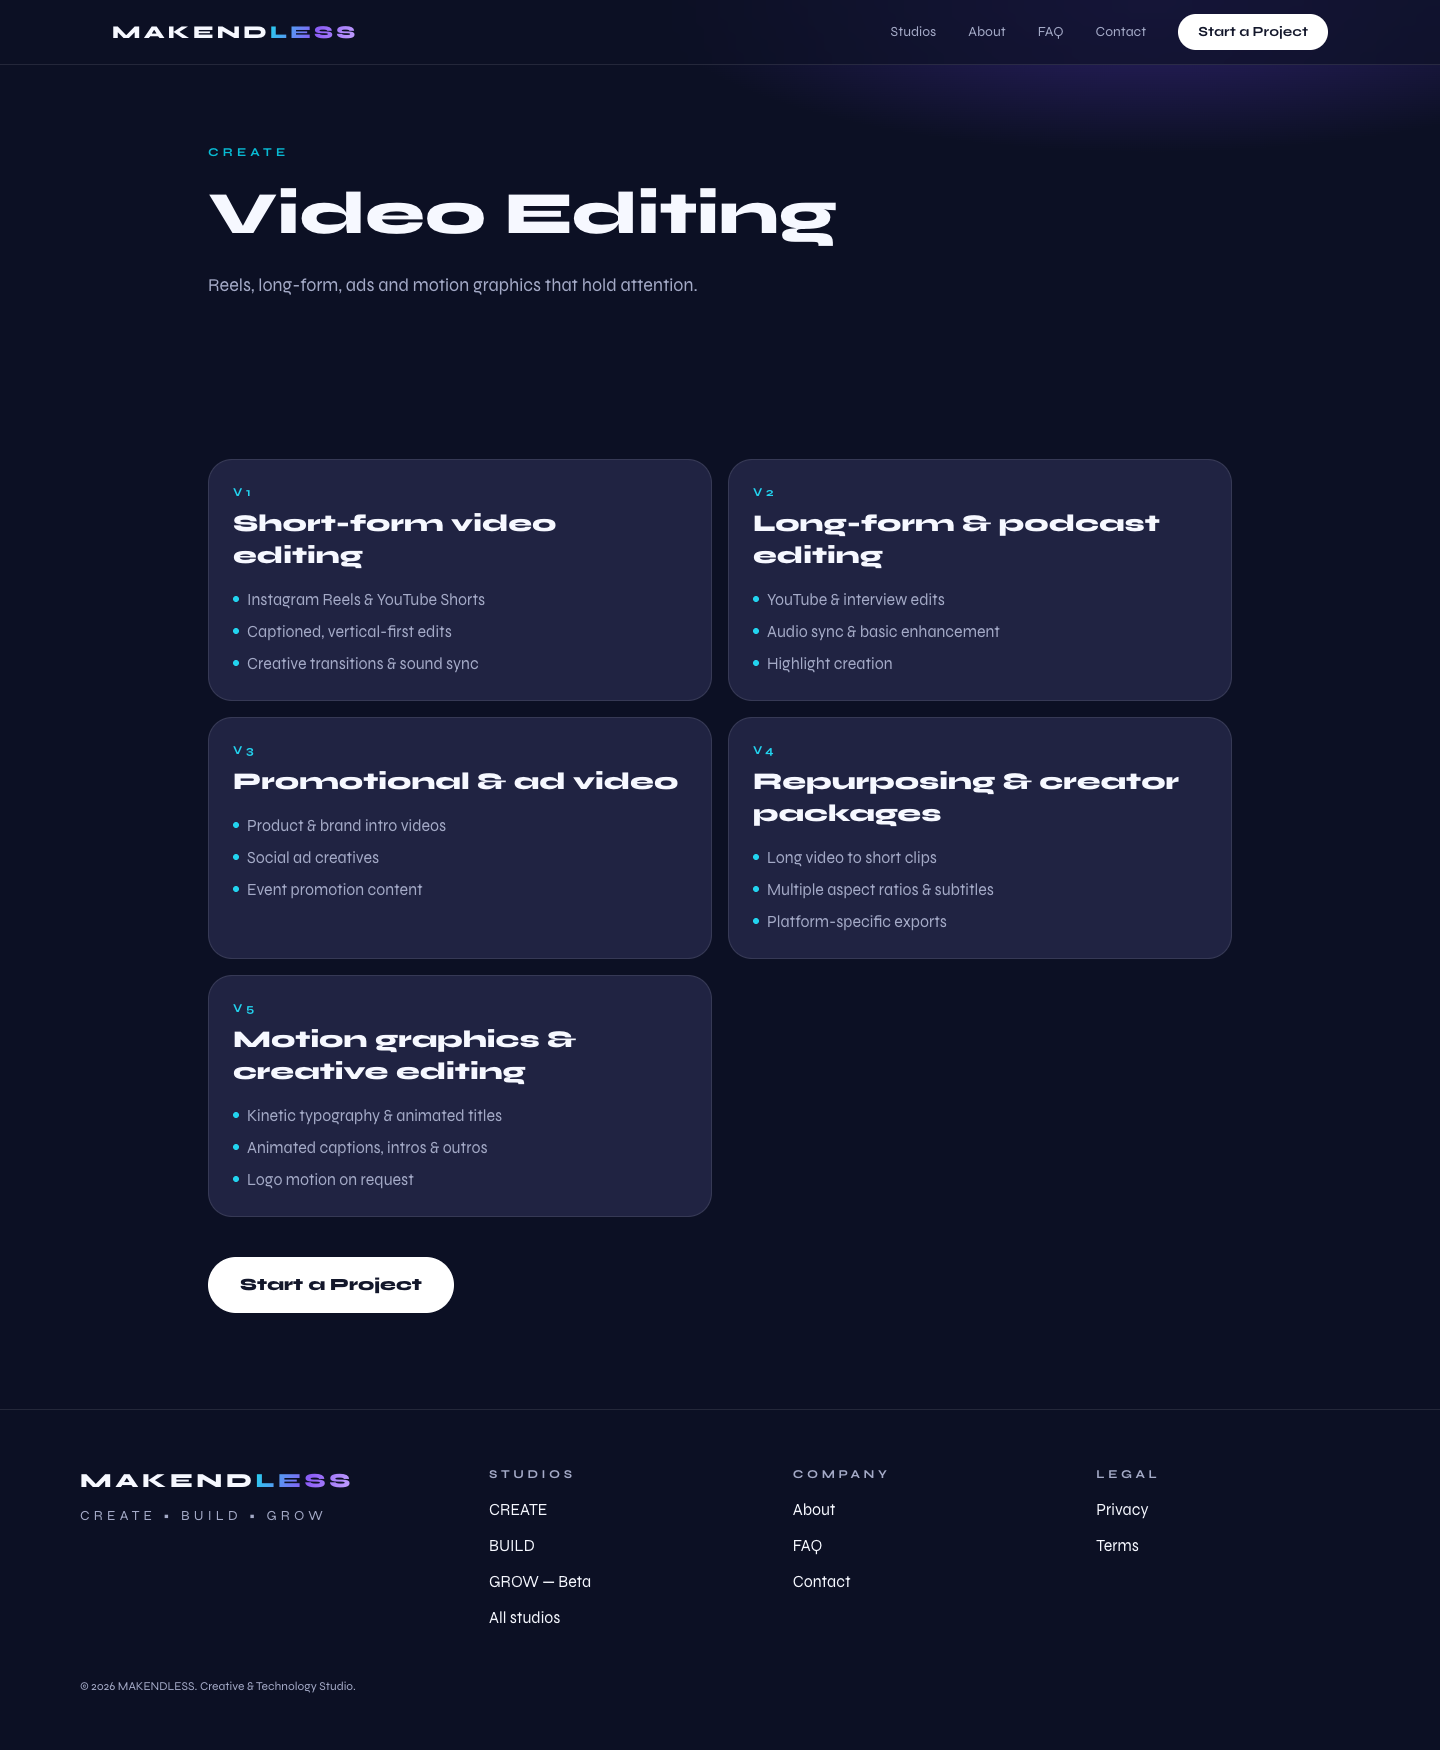 MAKENDLESS
Studios
About
FAQ
Contact
Start a Project
CREATE
Video Editing
Reels, long-form, ads and motion graphics that hold attention.
V1
Short-form video
editing
Instagram Reels & YouTube Shorts
Captioned, vertical-first edits
Creative transitions & sound sync
V2
Long-form & podcast
editing
YouTube & interview edits
Audio sync & basic enhancement
Highlight creation
V3
Promotional & ad video
Product & brand intro videos
Social ad creatives
Event promotion content
V4
Repurposing & creator
packages
Long video to short clips
Multiple aspect ratios & subtitles
Platform-specific exports
V5
Motion graphics &
creative editing
Kinetic typography & animated titles
Animated captions, intros & outros
Logo motion on request
Start a Project
MAKENDLESS
CREATE • BUILD • GROW
STUDIOS
CREATE
BUILD
GROW — Beta
All studios
COMPANY
About
FAQ
Contact
LEGAL
Privacy
Terms
© 2026 MAKENDLESS. Creative & Technology Studio.